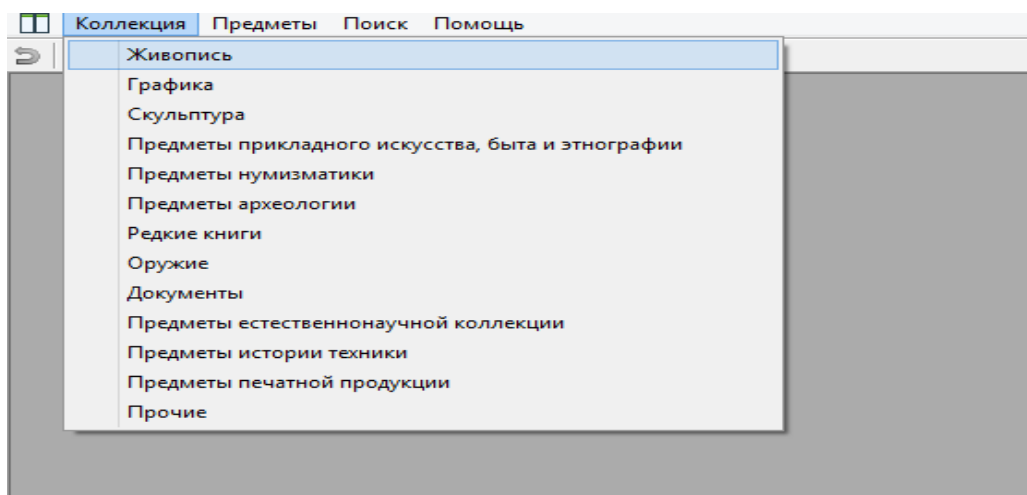 Коллекция Предметы Поиск Помощь
Живопись
Графика
Скульптура
Предметы прикладного искусства, быта и этнографии
Предметы нумизматики
Предметы археологии
Редкие книги
Оружие
Документы
Предметы естественнонаучной коллекции
Предметы истории техники
Предметы печатной продукции
Прочие